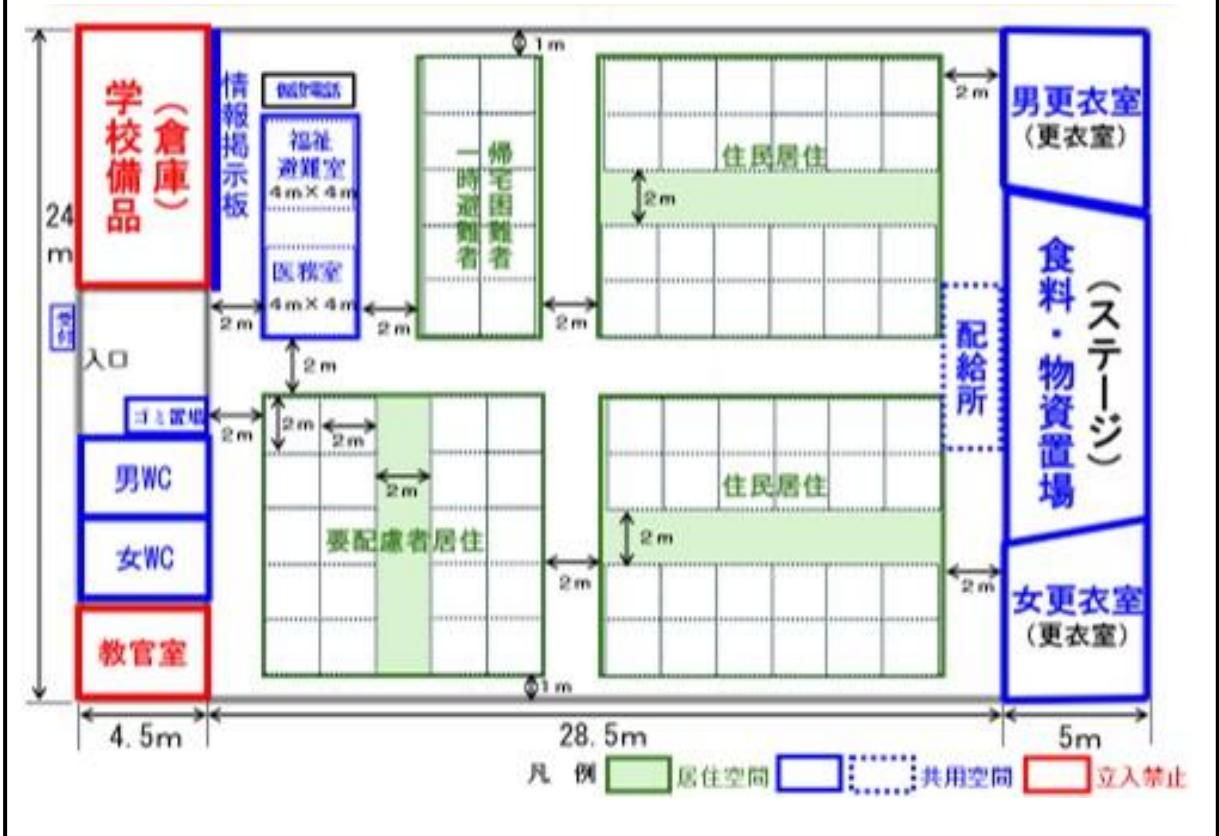 1m
学校備品
（倉庫）
情報掲示板
仮設電話
福祉
避難室
4m×4m
医務室
4m×4m
一時避難者
帰宅困難者
住民居住
2m
2m
男更衣室
（更衣室）
24
m
受付
入口
2m
2m
2m
2m
配給所
食料・物資置場
（ステージ）
ゴミ置場
2m
2m
2m
2m
男WC
女WC
教官室
要配慮者居住
2m
住民居住
2m
2m
女更衣室
（更衣室）
1m
4.5m
28.5m
5m
凡 例
居住空間
共用空間
立入禁止